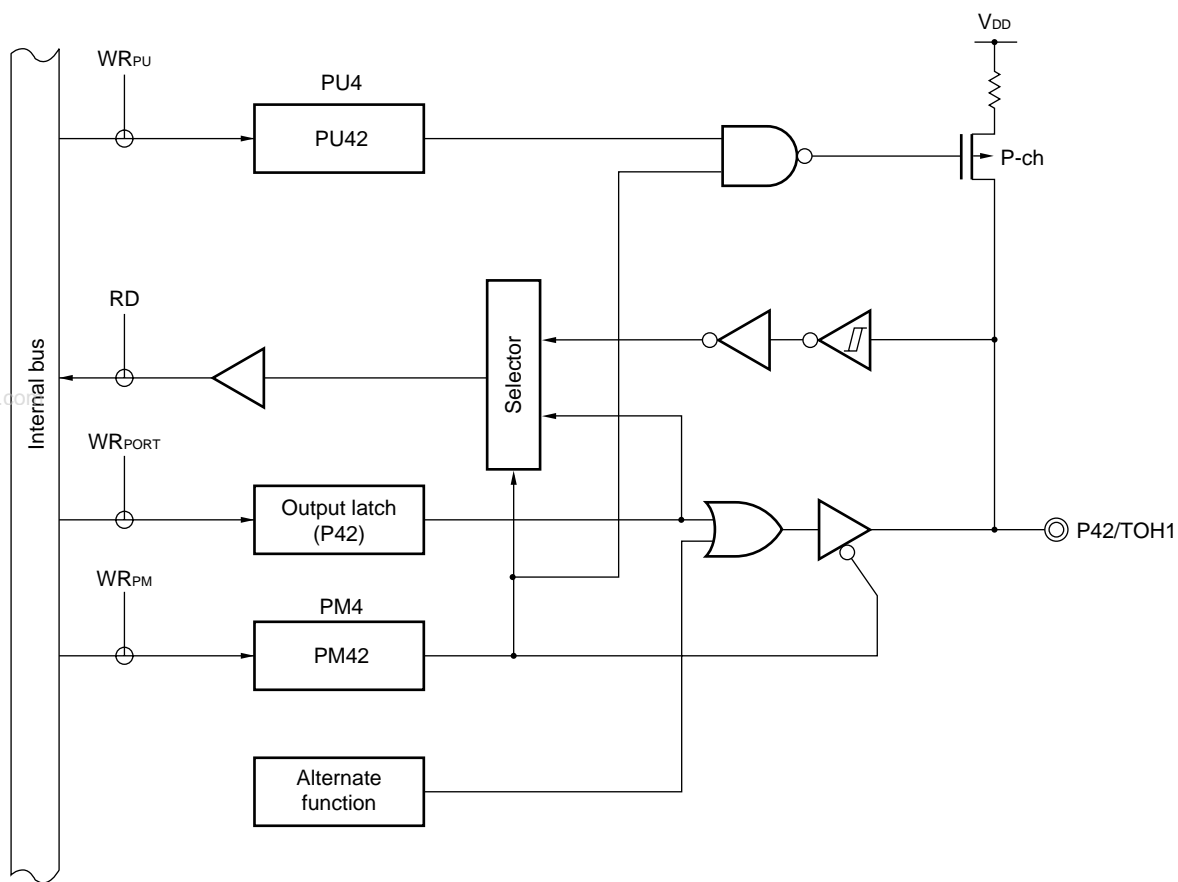 VDD
WRPU
PU4
PU42
P-ch
RD
Selector
Internal bus
.com
WRPORT
Output latch
(P42)
P42/TOH1
WRPM
PM4
PM42
Alternate
function